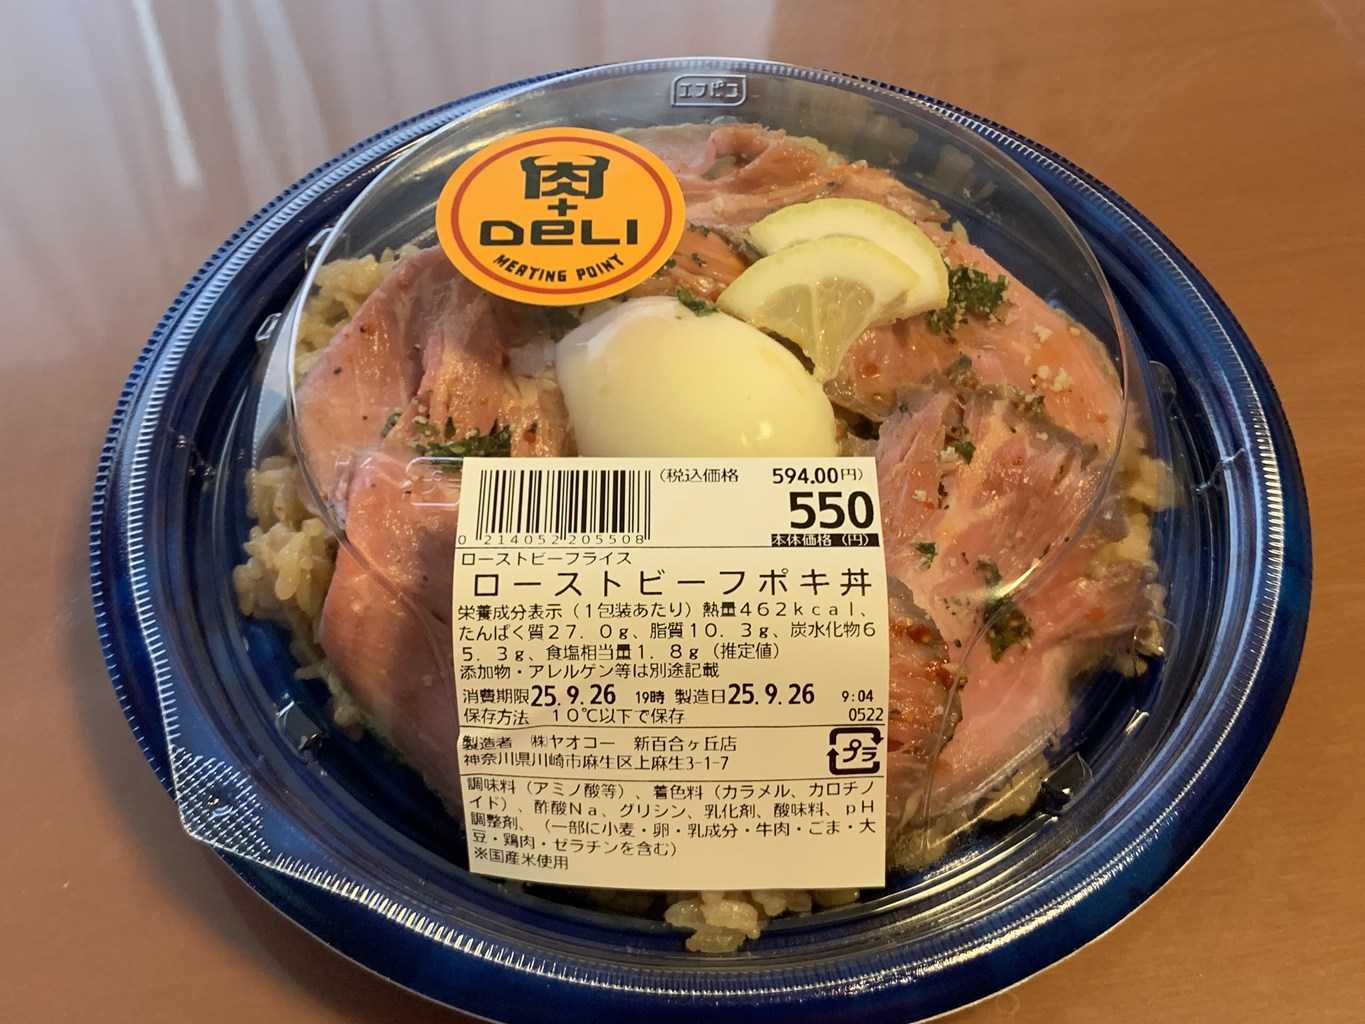 エフピコ
肉
+
DELI
MEATING POINT
(税込価格 594.00円)
550
本体価格(円)
0 214052 205508
ローストビーフライス
ローストビーフポキ丼
栄養成分表示(1包装あたり)熱量462kcal、
たんぱく質27.0g、脂質10.3g、炭水化物6
5.3g、食塩相当量1.8g(推定値)
添加物・アレルゲン等は別途記載
消費期限25.9.26 19時 製造日25.9.26 9:04
保存方法 10℃以下で保存 0522
製造者 ㈱ヤオコー 新百合ヶ丘店
神奈川県川崎市麻生区上麻生3-1-7
プラ
調味料(アミノ酸等)、着色料(カラメル、カロチノ
イド)、酢酸Na、グリシン、乳化剤、酸味料、pH
調整剤、(一部に小麦・卵・乳成分・牛肉・ごま・大
豆・鶏肉・ゼラチンを含む)
※国産米使用